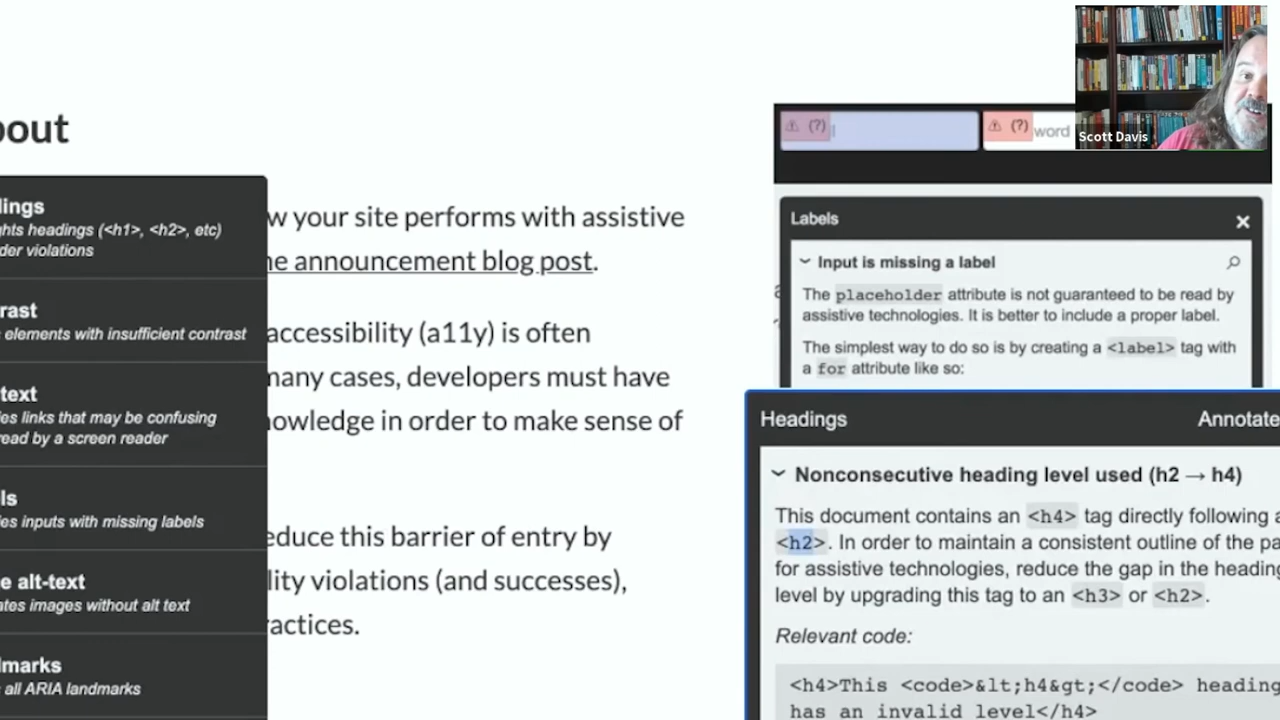 bout
dings
ghts headings (<h1>, <h2>, etc)
der violations
rast
elements with insufficient contrast
text
ies links that may be confusing
read by a screen reader
ls
ies inputs with missing labels
e alt-text
ates images without alt text
dmarks
all ARIA landmarks
w your site performs with assistive
he announcement blog post.
accessibility (a11y) is often
many cases, developers must have
nowledge in order to make sense of
educe this barrier of entry by
lity violations (and successes),
ractices.
(?)
(?) word
Scott Davis
Labels
Input is missing a label
The placeholder attribute is not guaranteed to be read by
assistive technologies. It is better to include a proper label.
The simplest way to do so is by creating a <label> tag with
a for attribute like so:
Headings Annotate
Nonconsecutive heading level used (h2 → h4)
This document contains an <h4> tag directly following a
<h2>. In order to maintain a consistent outline of the pa
for assistive technologies, reduce the gap in the heading
level by upgrading this tag to an <h3> or <h2>.
Relevant code:
<h4>This <code>&lt;h4&gt;</code> heading
has an invalid level</h4>